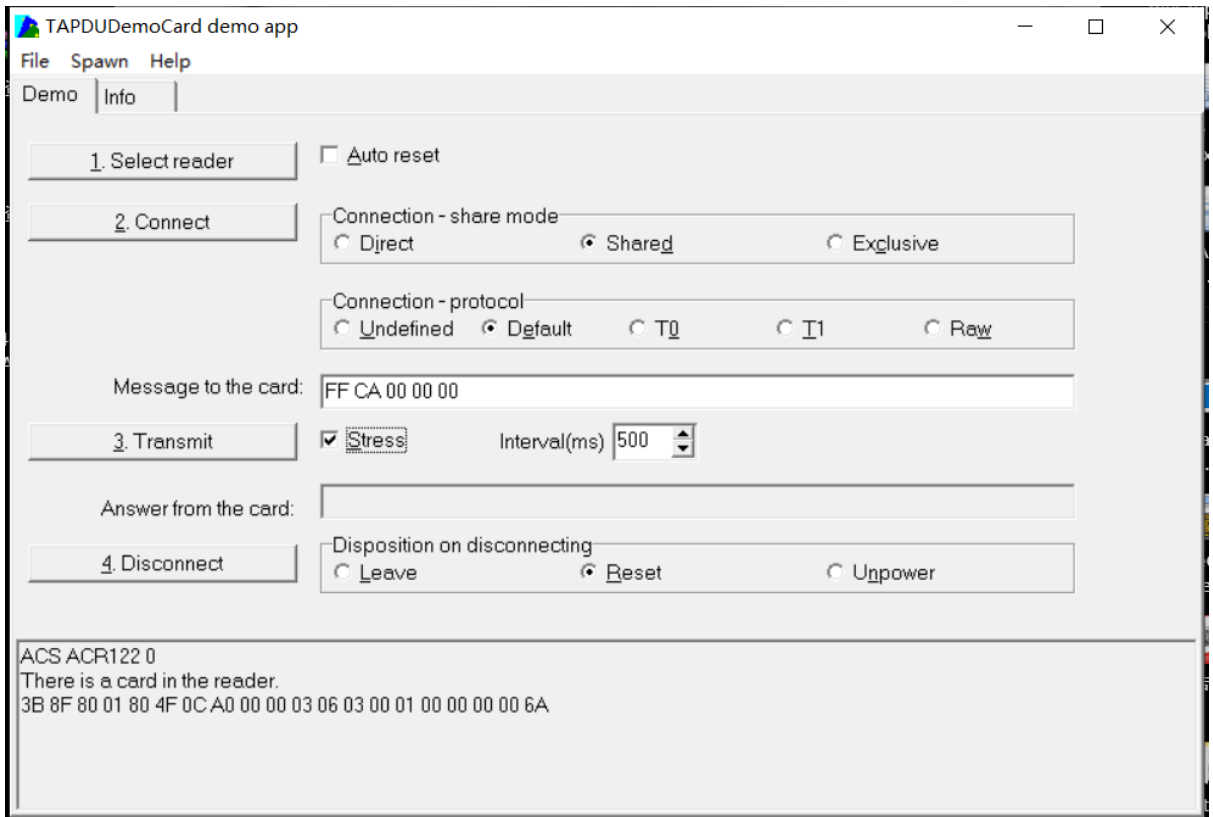 TAPDUDemoCard demo app
File Spawn Help
Demo Info
1. Select reader Auto reset
2. Connect
Connection - share mode
Direct Shared Exclusive
Connection - protocol
Undefined Default T0 T1 Raw
Message to the card: FF CA 00 00 00
3. Transmit Stress Interval(ms) 500
Answer from the card:
4. Disconnect
Disposition on disconnecting
Leave Reset Unpower
ACS ACR122 0
There is a card in the reader.
3B 8F 80 01 80 4F 0C A0 00 00 03 06 03 00 01 00 00 00 00 6A